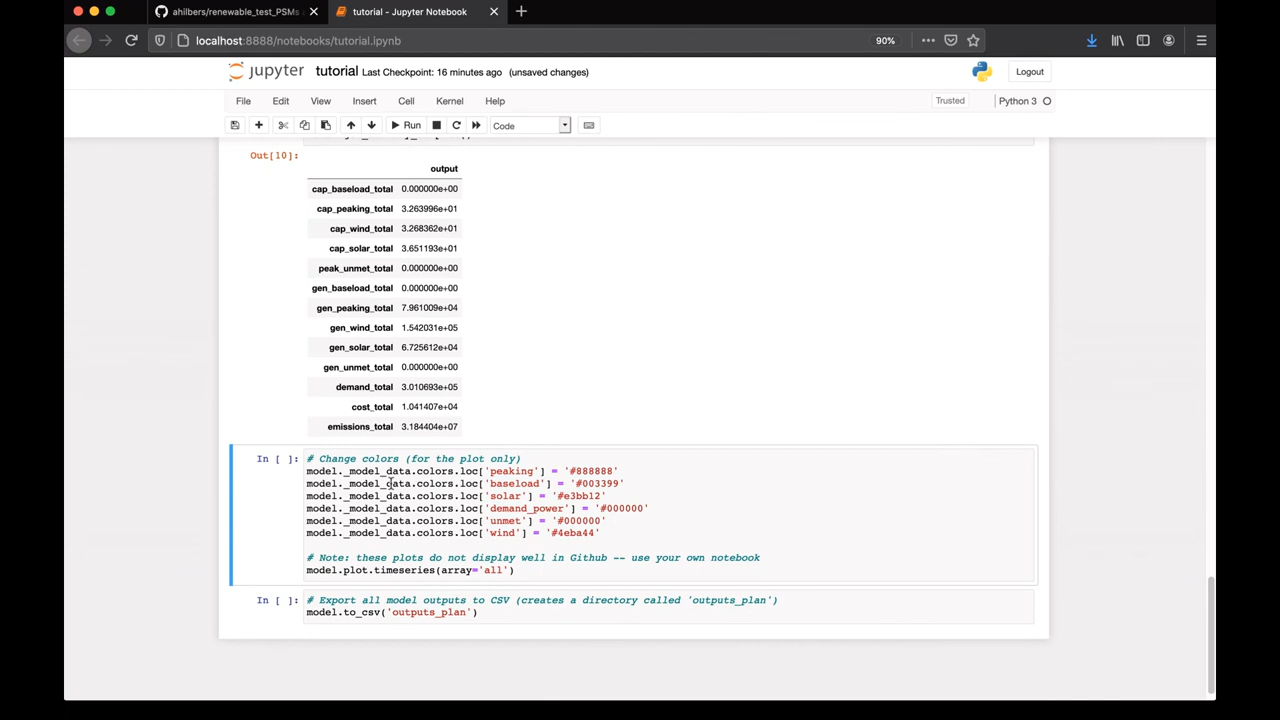 ahilbers/renewable_test_PSMs
tutorial - Jupyter Notebook
localhost:8888/notebooks/tutorial.ipynb
90%
jupyter tutorial Last Checkpoint: 16 minutes ago (unsaved changes)
Logout
File Edit View Insert Cell Kernel Help
Trusted
Python 3
Run
Code
Out[10]:
output
cap_baseload_total 0.000000e+00
cap_peaking_total 3.263996e+01
cap_wind_total 3.268362e+01
cap_solar_total 3.651193e+01
peak_unmet_total 0.000000e+00
gen_baseload_total 0.000000e+00
gen_peaking_total 7.961009e+04
gen_wind_total 1.542031e+05
gen_solar_total 6.725612e+04
gen_unmet_total 0.000000e+00
demand_total 3.010693e+05
cost_total 1.041407e+04
emissions_total 3.184404e+07
In [ ]: # Change colors (for the plot only)
model._model_data.colors.loc['peaking'] = '#888888'
model._model_data.colors.loc['baseload'] = '#003399'
model._model_data.colors.loc['solar'] = '#e3bb12'
model._model_data.colors.loc['demand_power'] = '#000000'
model._model_data.colors.loc['unmet'] = '#000000'
model._model_data.colors.loc['wind'] = '#4eba44'
# Note: these plots do not display well in Github -- use your own notebook
model.plot.timeseries(array='all')
In [ ]: # Export all model outputs to CSV (creates a directory called 'outputs_plan')
model.to_csv('outputs_plan')